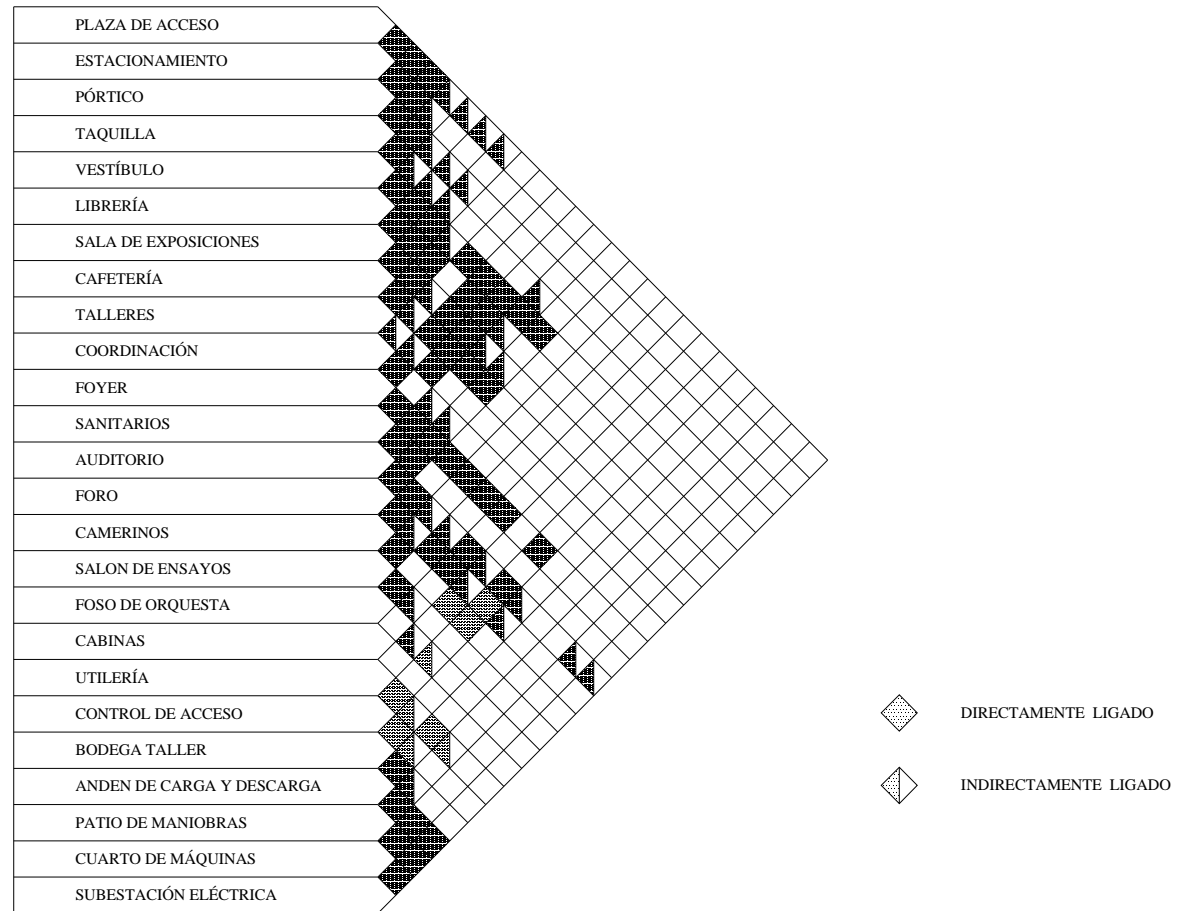 PLAZA DE ACCESO
ESTACIONAMIENTO
PÓRTICO
TAQUILLA
VESTÍBULO
LIBRERÍA
SALA DE EXPOSICIONES
CAFETERÍA
TALLERES
COORDINACIÓN
FOYER
SANITARIOS
AUDITORIO
FORO
CAMERINOS
SALON DE ENSAYOS
FOSO DE ORQUESTA
CABINAS
UTILERÍA
CONTROL DE ACCESO
BODEGA TALLER
ANDEN DE CARGA Y DESCARGA
PATIO DE MANIOBRAS
CUARTO DE MÁQUINAS
SUBESTACIÓN ELÉCTRICA
DIRECTAMENTE LIGADO
INDIRECTAMENTE LIGADO